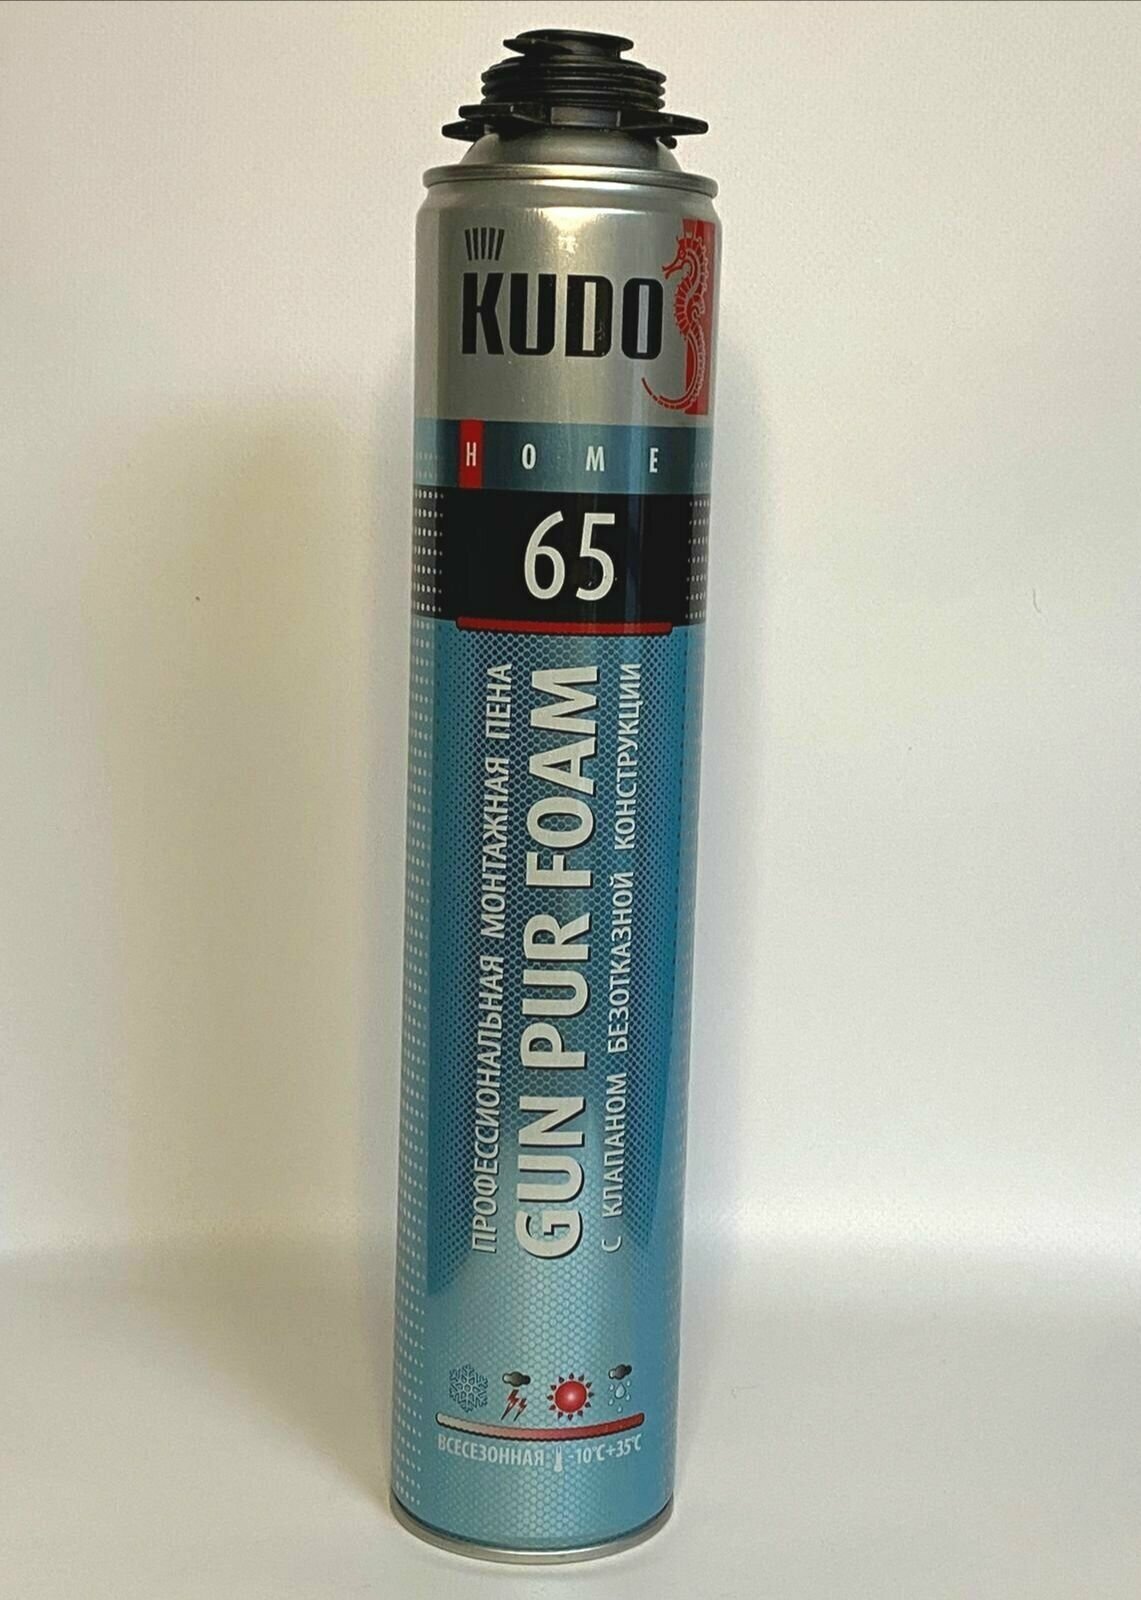 KUDO
HOME
65
ПРОФЕССИОНАЛЬНАЯ МОНТАЖНАЯ ПЕНА
GUN PUR FOAM
С КЛАПАНОМ БЕЗОТКАЗНОЙ КОНСТРУКЦИИ
ВСЕСЕЗОННАЯ -10°C+35°C